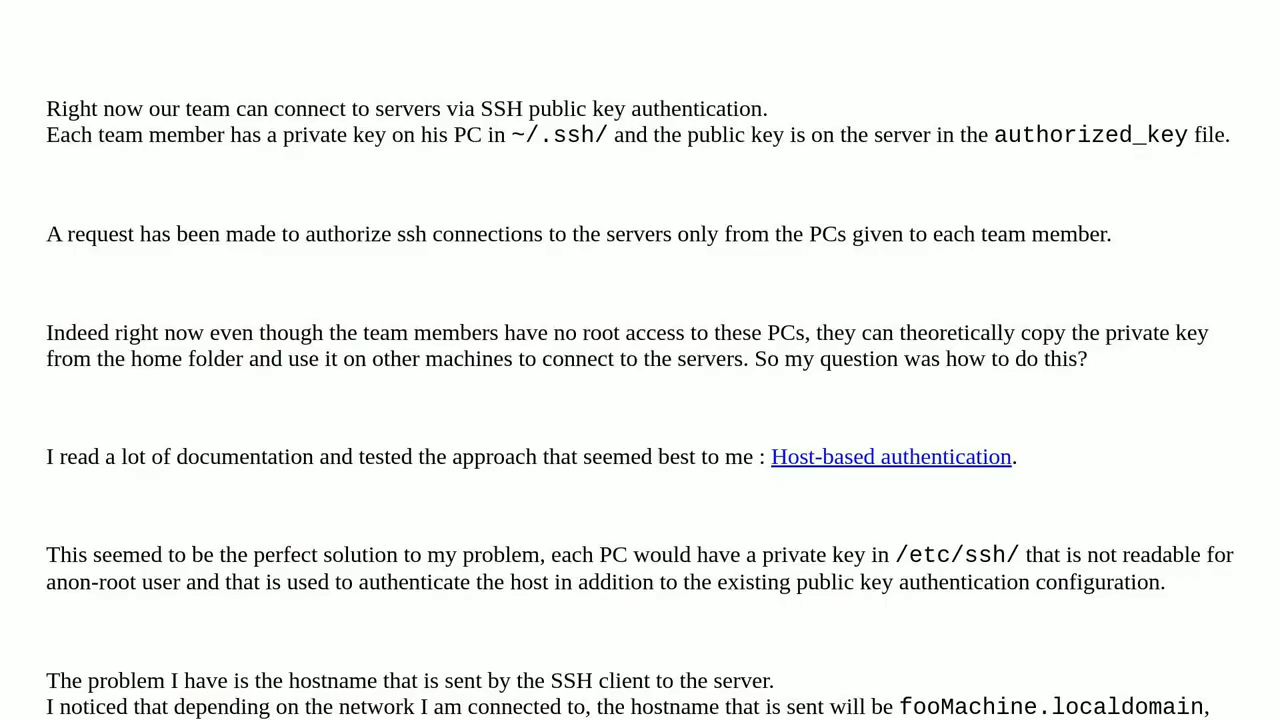 Right now our team can connect to servers via SSH public key authentication.
Each team member has a private key on his PC in ~/.ssh/ and the public key is on the server in the authorized_key file.
A request has been made to authorize ssh connections to the servers only from the PCs given to each team member.
Indeed right now even though the team members have no root access to these PCs, they can theoretically copy the private key
from the home folder and use it on other machines to connect to the servers. So my question was how to do this?
I read a lot of documentation and tested the approach that seemed best to me : Host-based authentication.
This seemed to be the perfect solution to my problem, each PC would have a private key in /etc/ssh/ that is not readable for
anon-root user and that is used to authenticate the host in addition to the existing public key authentication configuration.
The problem I have is the hostname that is sent by the SSH client to the server.
I noticed that depending on the network I am connected to, the hostname that is sent will be fooMachine.localdomain,